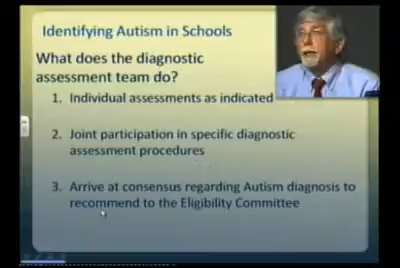 Identifying Autism in Schools
What does the diagnostic
assessment team do?
1. Individual assessments as indicated
2. Joint participation in specific diagnostic
assessment procedures
3. Arrive at consensus regarding Autism diagnosis to
recommend to the Eligibility Committee